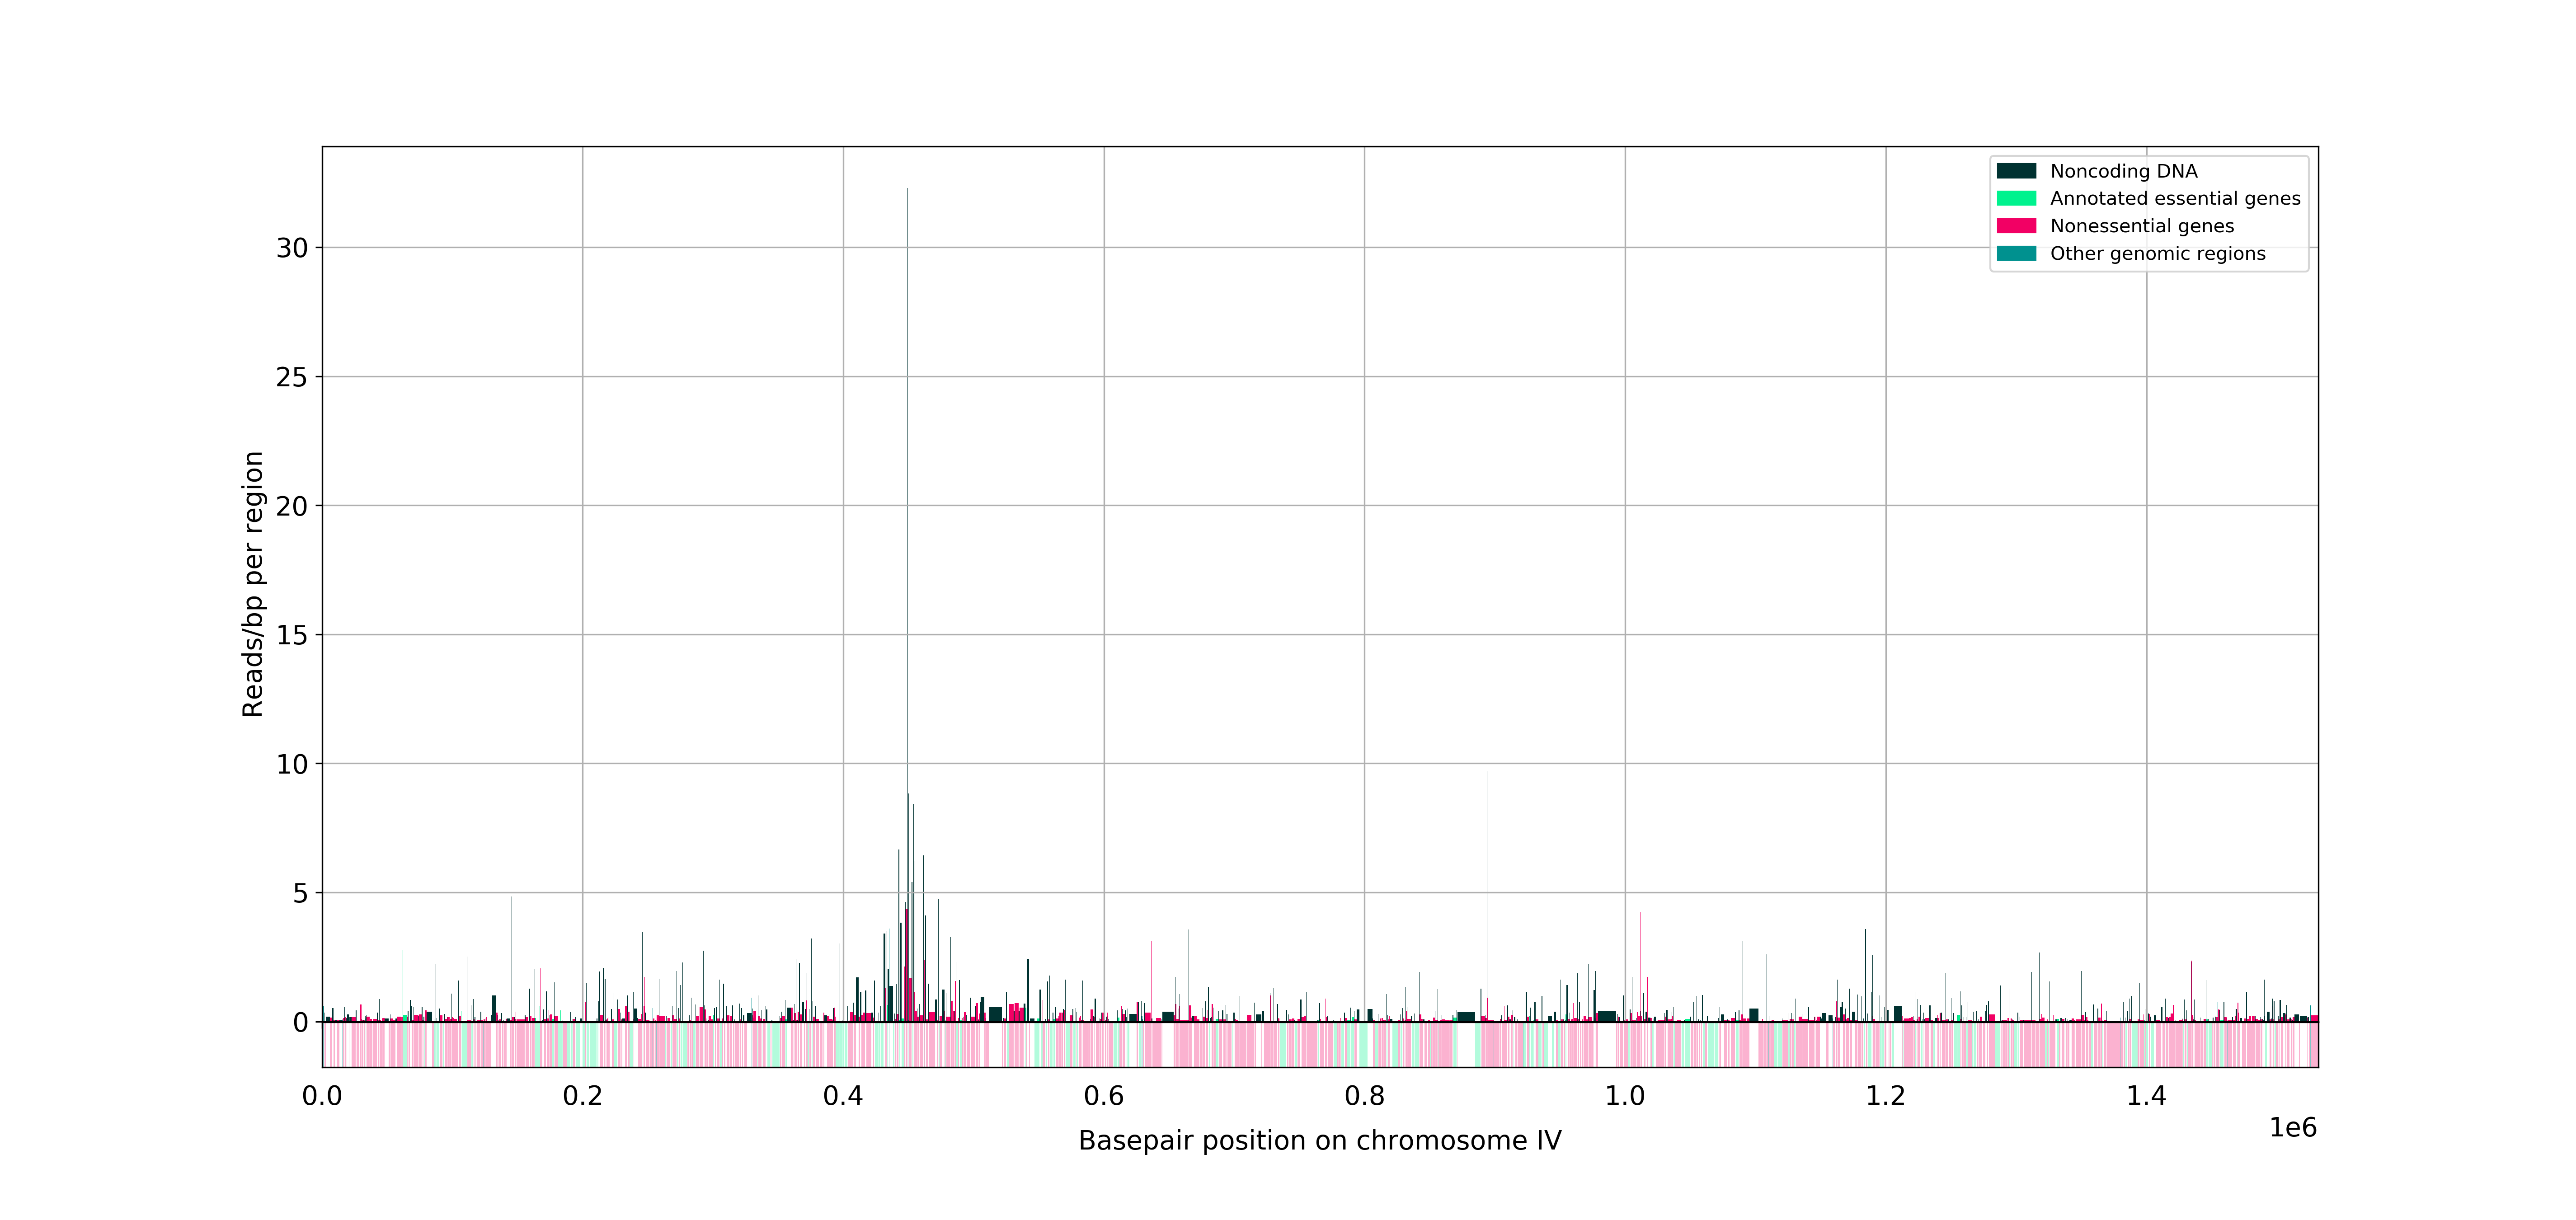 Noncoding DNA
Annotated essential genes
Nonessential genes
Other genomic regions
30
25
20
15
10
5
0
Reads/bp per region
0.0 0.2 0.4 0.6 0.8 1.0 1.2 1.4
1e6
Basepair position on chromosome IV